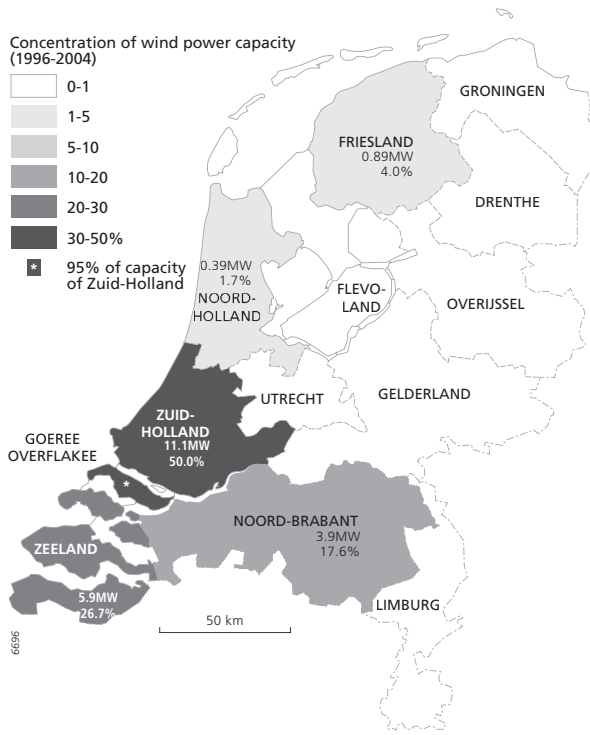 Concentration of wind power capacity
(1996-2004)
0-1
1-5
5-10
10-20
20-30
30-50%
* 95% of capacity
of Zuid-Holland
GRONINGEN
FRIESLAND
0.89MW
4.0%
DRENTHE
0.39MW
1.7%
NOORD-
HOLLAND
FLEVO-
LAND
OVERIJSSEL
UTRECHT
GELDERLAND
ZUID-
HOLLAND
11.1MW
50.0%
GOEREE
OVERFLAKEE
*
NOORD-BRABANT
3.9MW
17.6%
ZEELAND
5.9MW
26.7%
LIMBURG
50 km
6696